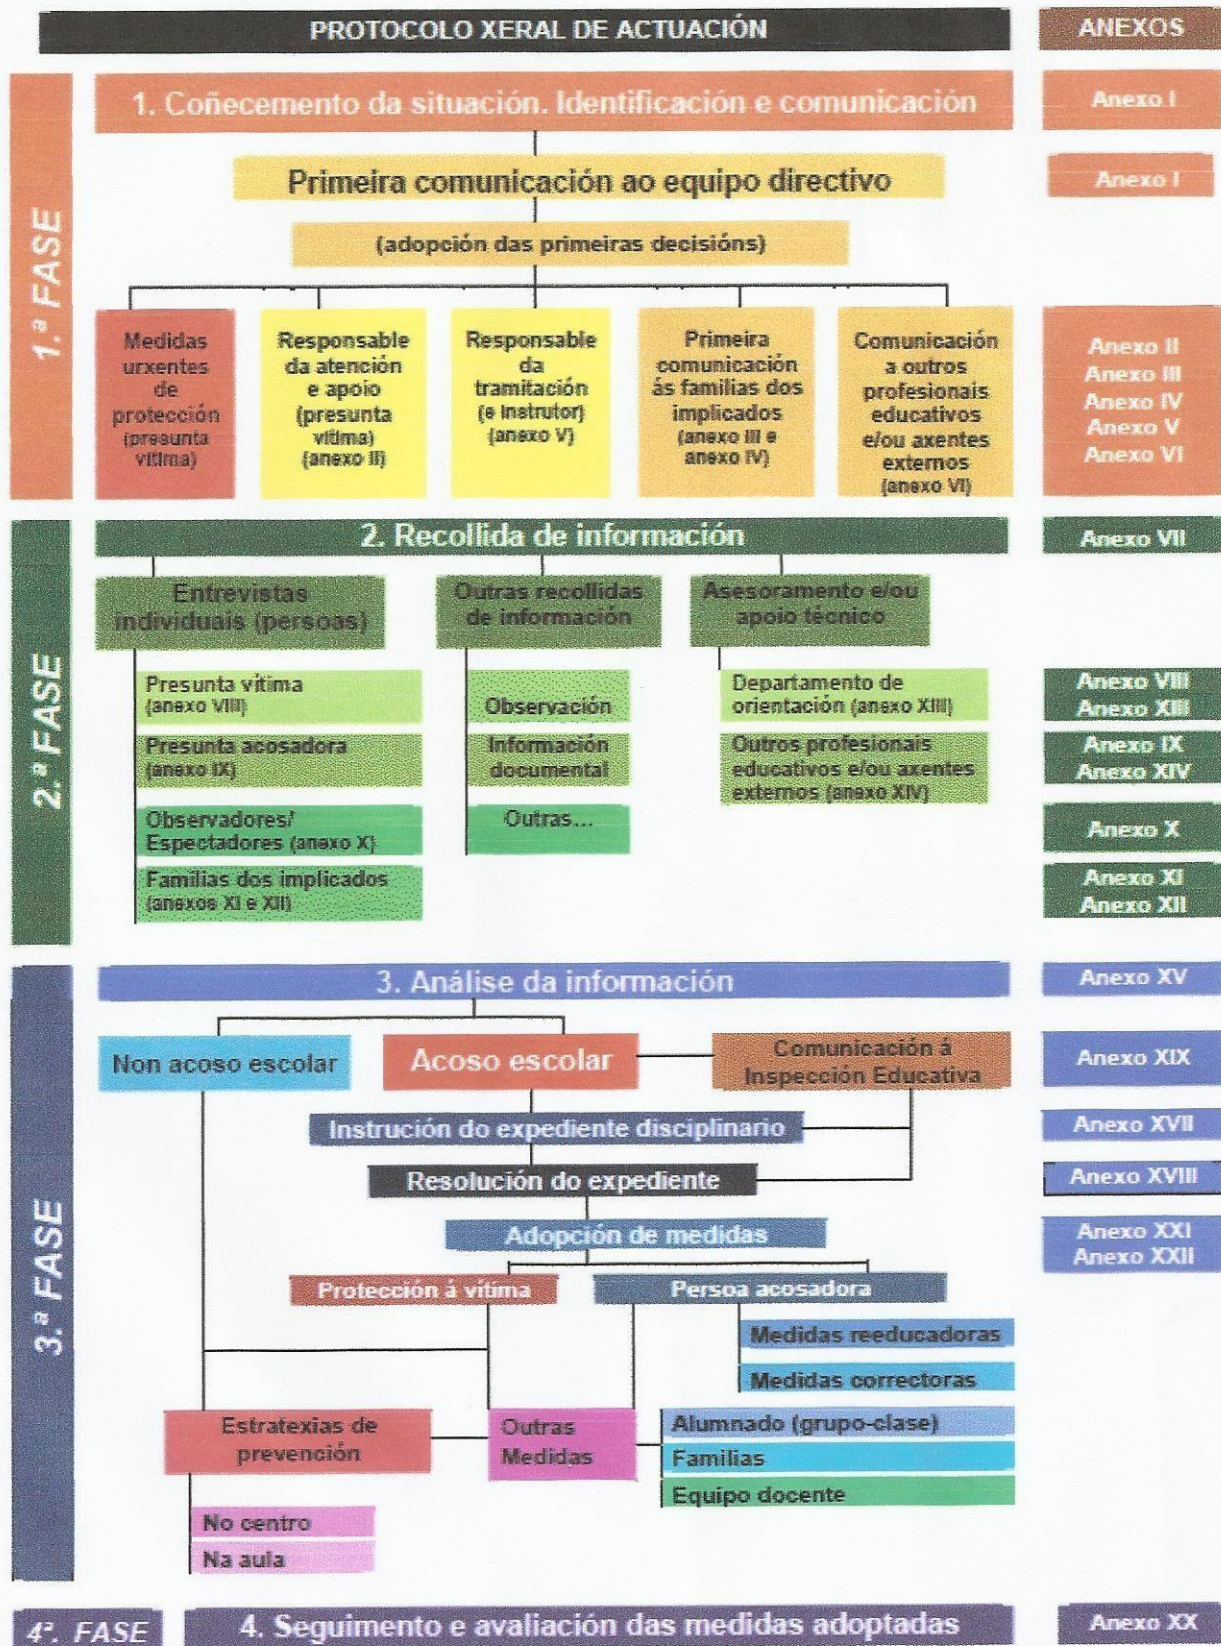 PROTOCOLO XERAL DE ACTUACIÓN
ANEXOS
1.ª FASE
1. Coñecemento da situación. Identificación e comunicación
Anexo I
Primeira comunicación ao equipo directivo
Anexo I
(adopción das primeiras decisións)
Medidas
urxentes
de
protección
(presunta
vítima)
Responsable
da atención
e apoio
(presunta
vítima)
(anexo II)
Responsable
da
tramitación
(e instrutor)
(anexo V)
Primeira
comunicación
ás familias dos
implicados
(anexo III e
anexo IV)
Comunicación
a outros
profesionais
educativos
e/ou axentes
externos
(anexo VI)
Anexo II
Anexo III
Anexo IV
Anexo V
Anexo VI
2.ª FASE
2. Recollida de información
Anexo VII
Entrevistas
individuais (persoas)
Presunta vítima
(anexo VIII)
Presunta acosadora
(anexo IX)
Observadores/
Espectadores (anexo X)
Familias dos implicados
(anexos XI e XII)
Outras recollidas
de información
Observación
Información
documental
Outras...
Asesoramento e/ou
apoio técnico
Departamento de
orientación (anexo XIII)
Outros profesionais
educativos e/ou axentes
externos (anexo XIV)
Anexo VIII
Anexo XIII
Anexo IX
Anexo XIV
Anexo X
Anexo XI
Anexo XII
3.ª FASE
3. Análise da información
Anexo XV
Non acoso escolar
Acoso escolar
Comunicación á
Inspección Educativa
Anexo XIX
Instrución do expediente disciplinario
Anexo XVII
Resolución do expediente
Anexo XVIII
Adopción de medidas
Anexo XXI
Anexo XXII
Protección á vítima
Persoa acosadora
Medidas reeducadoras
Medidas correctoras
Estratexias de
prevención
Outras
Medidas
Alumnado (grupo-clase)
Familias
Equipo docente
No centro
Na aula
4ª. FASE
4. Seguimento e avaliación das medidas adoptadas
Anexo XX